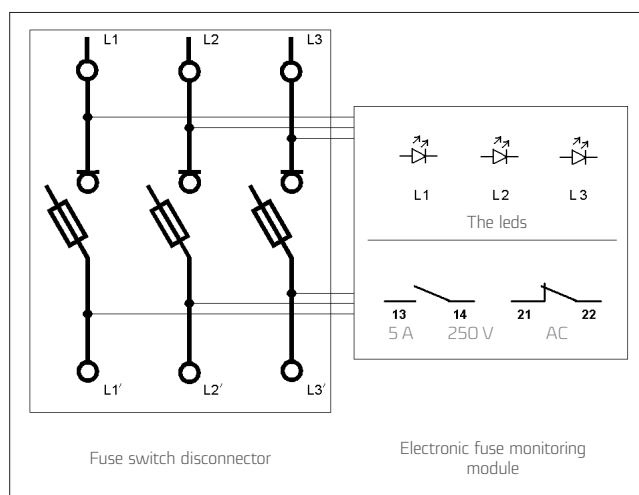 L1 L2 L3
L1 L2 L3
The leds
13 14 21 22
5 A 250 V AC
L1′ L2′ L3′
Fuse switch disconnector
Electronic fuse monitoring
module